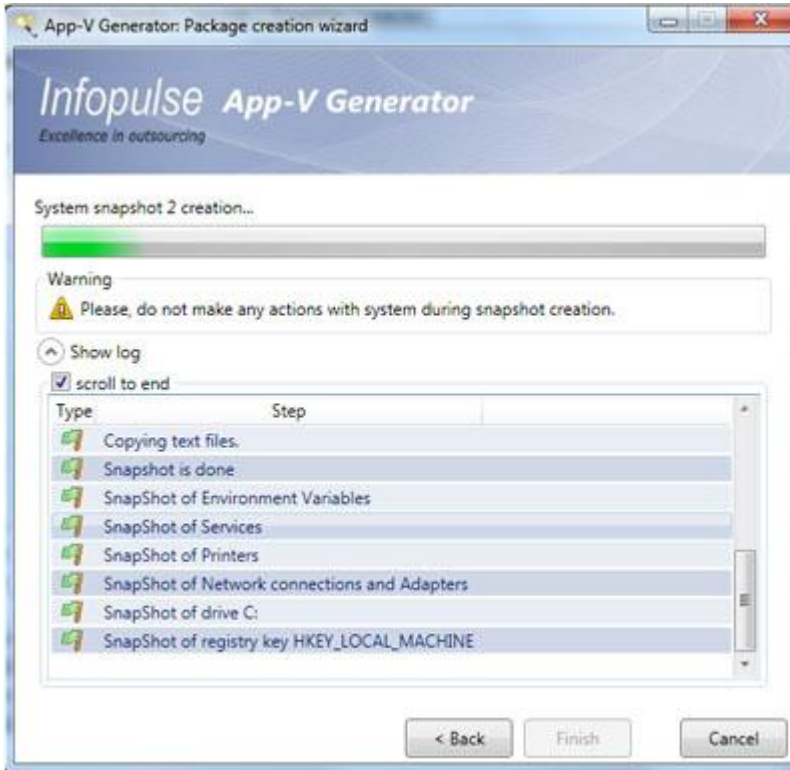 App-V Generator: Package creation wizard
Infopulse App-V Generator
Excellence in outsourcing
System snapshot 2 creation...
Warning
Please, do not make any actions with system during snapshot creation.
Show log
scroll to end
Type Step
Copying text files.
Snapshot is done
SnapShot of Environment Variables
SnapShot of Services
SnapShot of Printers
SnapShot of Network connections and Adapters
SnapShot of drive C:
SnapShot of registry key HKEY_LOCAL_MACHINE
< Back Finish Cancel